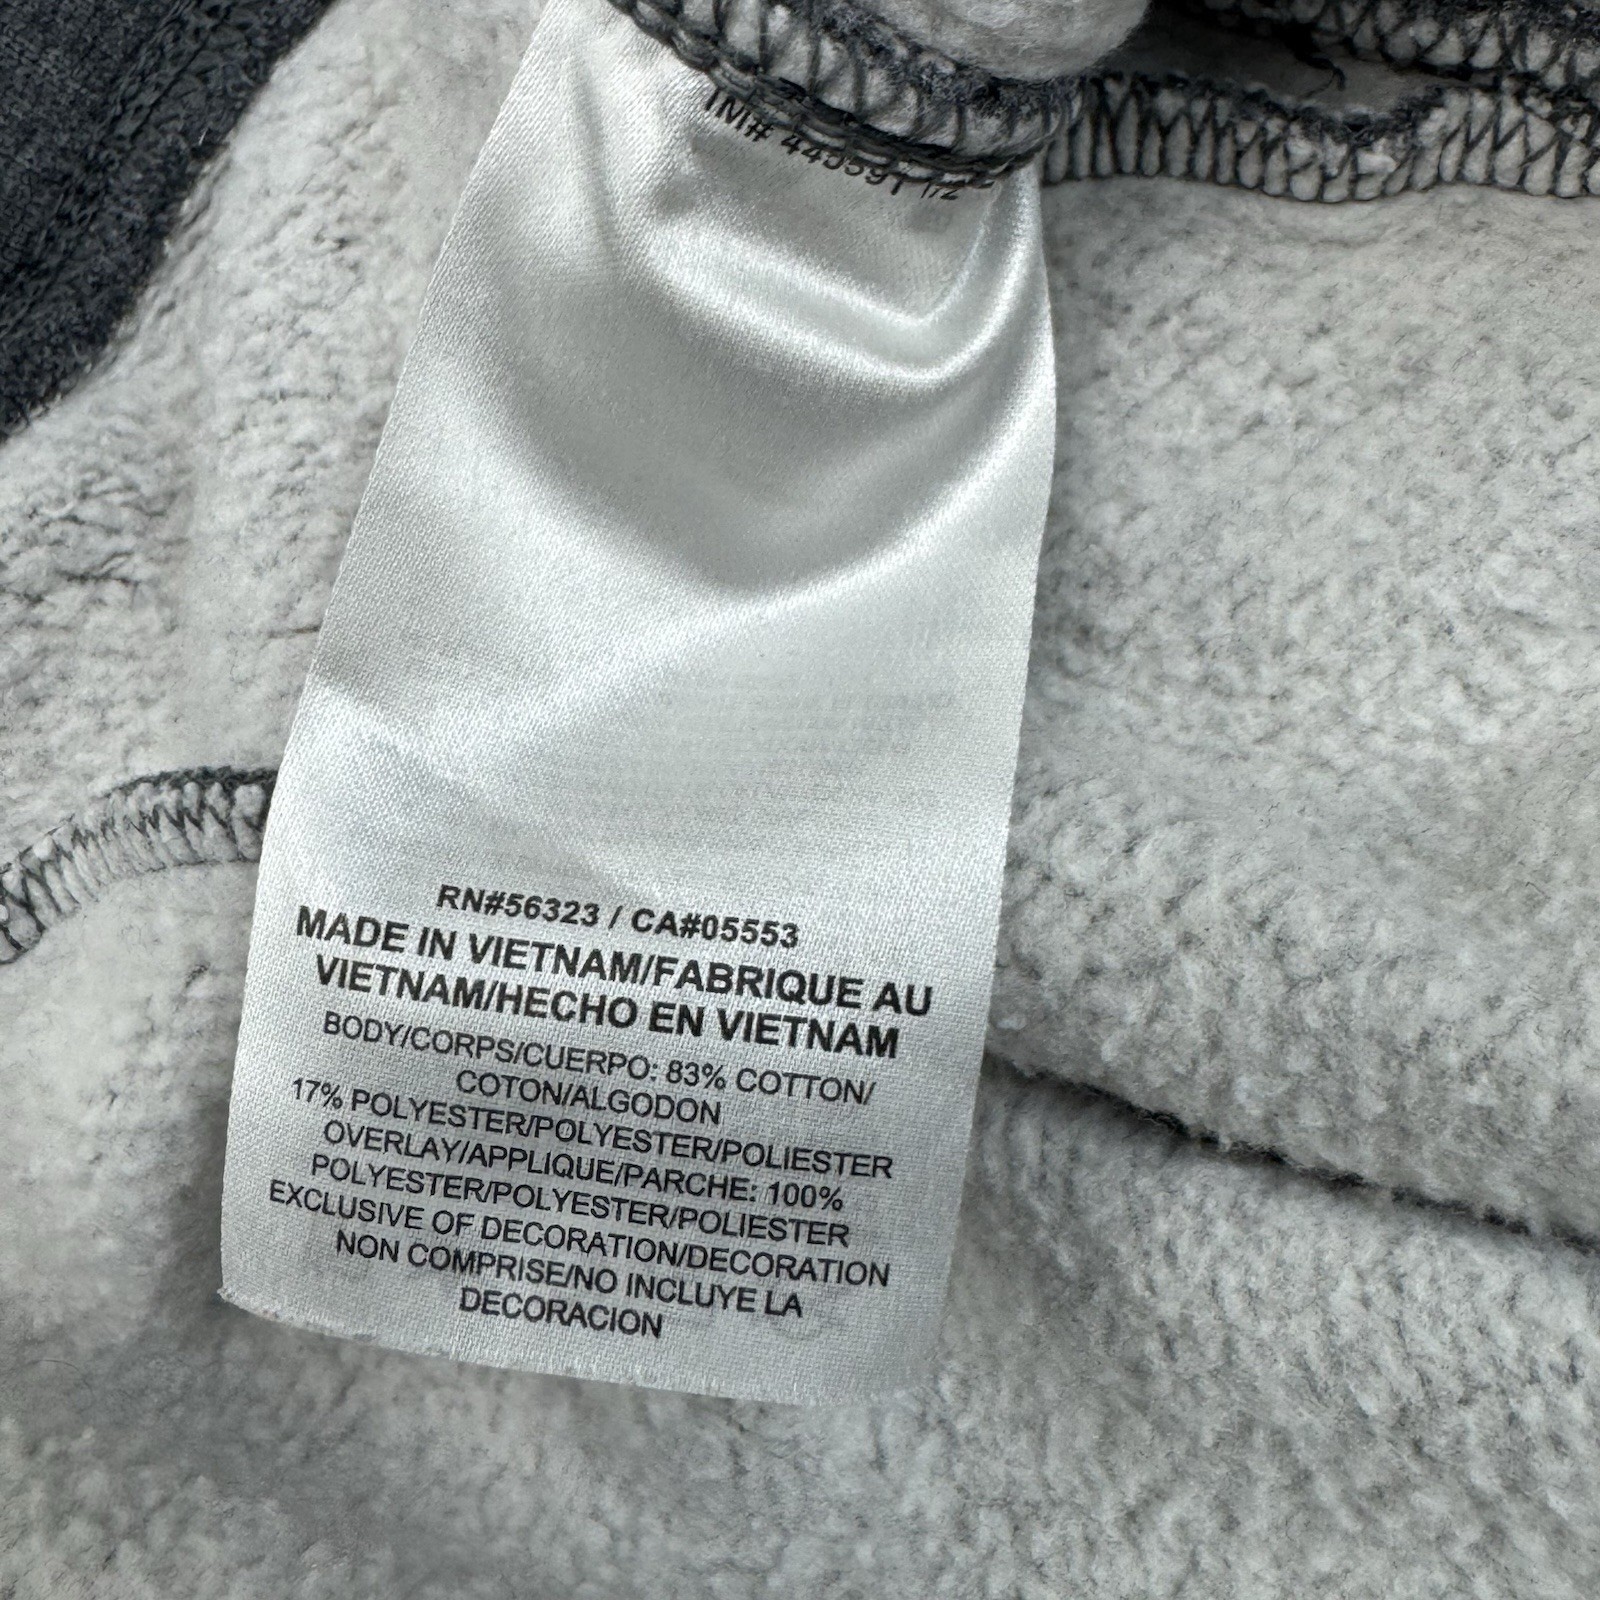 RN#56323 / CA#05553
MADE IN VIETNAM/FABRIQUE AU
VIETNAM/HECHO EN VIETNAM
BODY/CORPS/CUERPO: 83% COTTON/
COTON/ALGODON
17% POLYESTER/POLYESTER/POLIESTER
OVERLAY/APPLIQUE/PARCHE: 100%
POLYESTER/POLYESTER/POLIESTER
EXCLUSIVE OF DECORATION/DECORATION
NON COMPRISE/NO INCLUYE LA
DECORACION